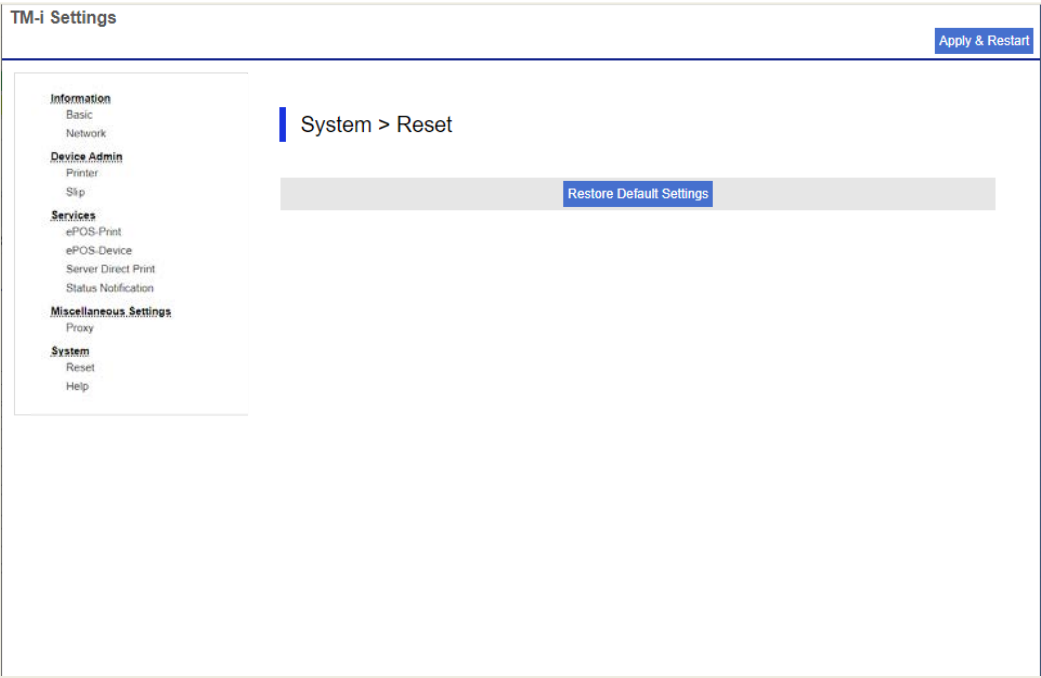 TM-i Settings
Apply & Restart
Information
Basic
Network
Device Admin
Printer
Slip
Services
ePOS-Print
ePOS-Device
Server Direct Print
Status Notification
Miscellaneous Settings
Proxy
System
Reset
Help
System > Reset
Restore Default Settings